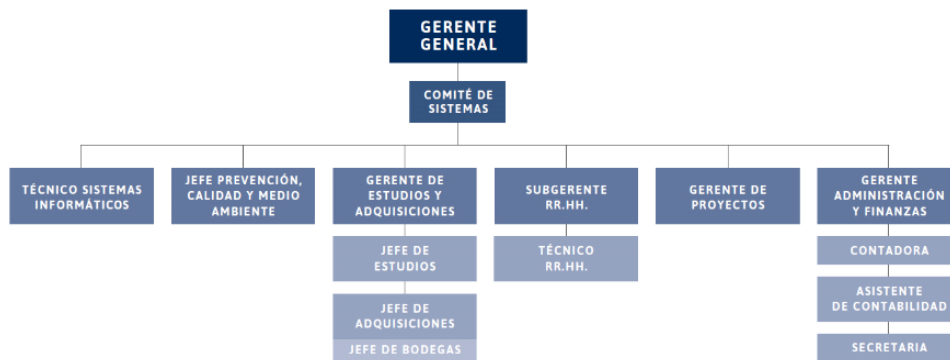 GERENTE
GENERAL
COMITÉ DE
SISTEMAS
TÉCNICO SISTEMAS
INFORMÁTICOS
JEFE PREVENCIÓN,
CALIDAD Y MEDIO
AMBIENTE
GERENTE DE
ESTUDIOS Y
ADQUISICIONES
SUBGERENTE
RR.HH.
GERENTE DE
PROYECTOS
GERENTE
ADMINISTRACIÓN
Y FINANZAS
JEFE DE
ESTUDIOS
TÉCNICO
RR.HH.
CONTADORA
JEFE DE
ADQUISICIONES
JEFE DE BODEGAS
ASISTENTE
DE CONTABILIDAD
SECRETARIA